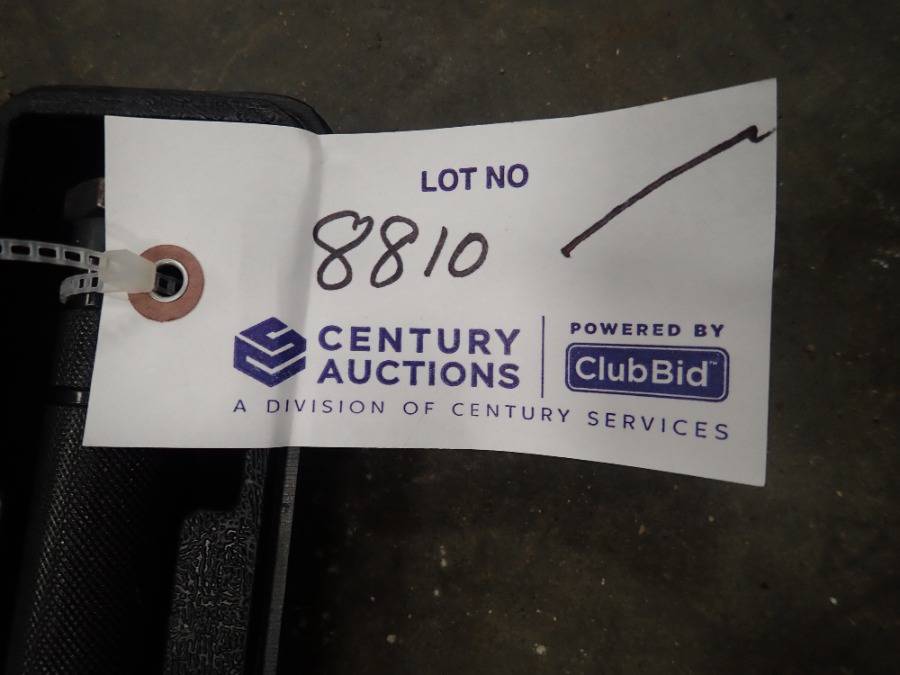 LOT NO
8810
CENTURY
AUCTIONS
POWERED BY
ClubBid™
A DIVISION OF CENTURY SERVICES